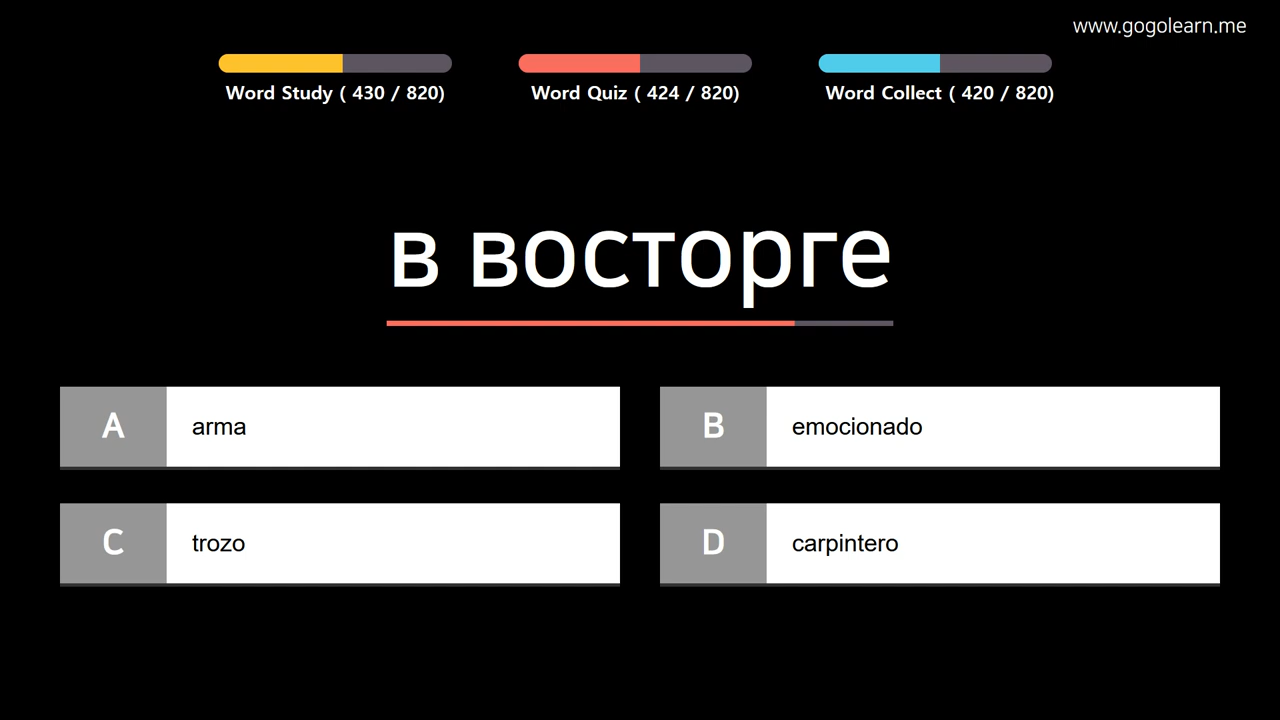 www.gogolearn.me
Word Study ( 430 / 820)
Word Quiz ( 424 / 820)
Word Collect ( 420 / 820)
в восторге
A arma
B emocionado
C trozo
D carpintero